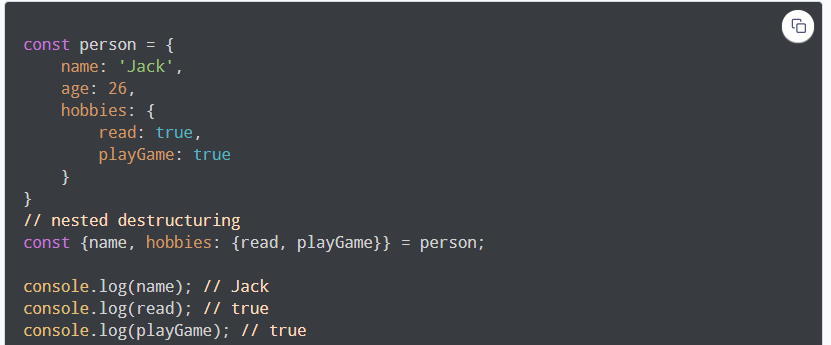 const person = {
    name: 'Jack',
    age: 26,
    hobbies: {
        read: true,
        playGame: true
    }
}
// nested destructuring
const {name, hobbies: {read, playGame}} = person;

console.log(name); // Jack
console.log(read); // true
console.log(playGame); // true